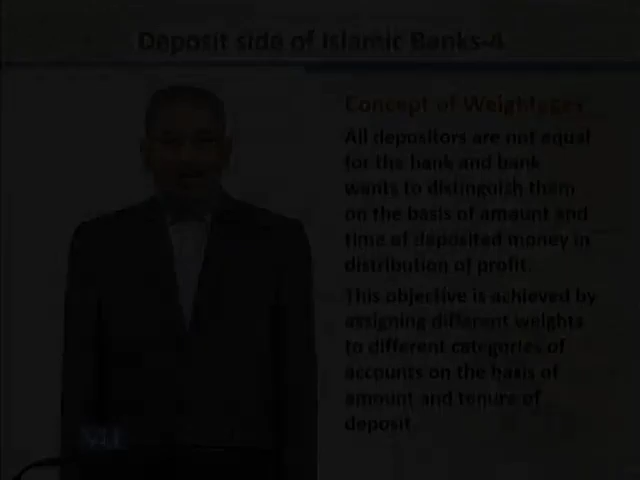 Deposit side of Islamic Banks-4
Concept of Weightages
All depositors are not equal
for the bank and bank
wants to distinguish them
on the basis of amount and
time of deposited money in
distribution of profit.
This objective is achieved by
assigning different weights
to different categories of
accounts on the basis of
amount and tenure of
deposit